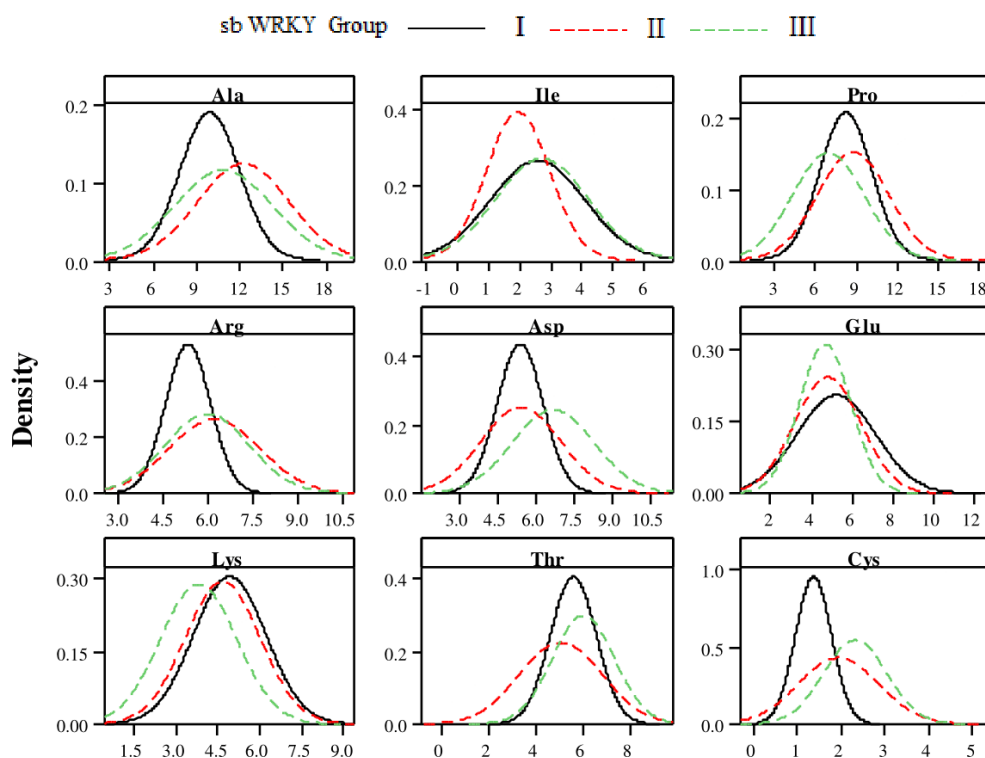 sb WRKY Group I II III
Ala Ile Pro
0.2 0.4 0.2
0.1 0.2 0.1
0.0 0.0 0.0
3 6 9 12 15 18 -1 0 1 2 3 4 5 6 3 6 9 12 15 18
Arg Asp Glu
0.4 0.4 0.30
0.2 0.2 0.15
0.0 0.0 0.00
3.0 4.5 6.0 7.5 9.0 10.5 3.0 4.5 6.0 7.5 9.0 10.5 2 4 6 8 10 12
Density
Lys Thr Cys
0.30 0.4 1.0
0.15 0.2 0.5
0.00 0.0 0.0
1.5 3.0 4.5 6.0 7.5 9.0 0 2 4 6 8 0 1 2 3 4 5